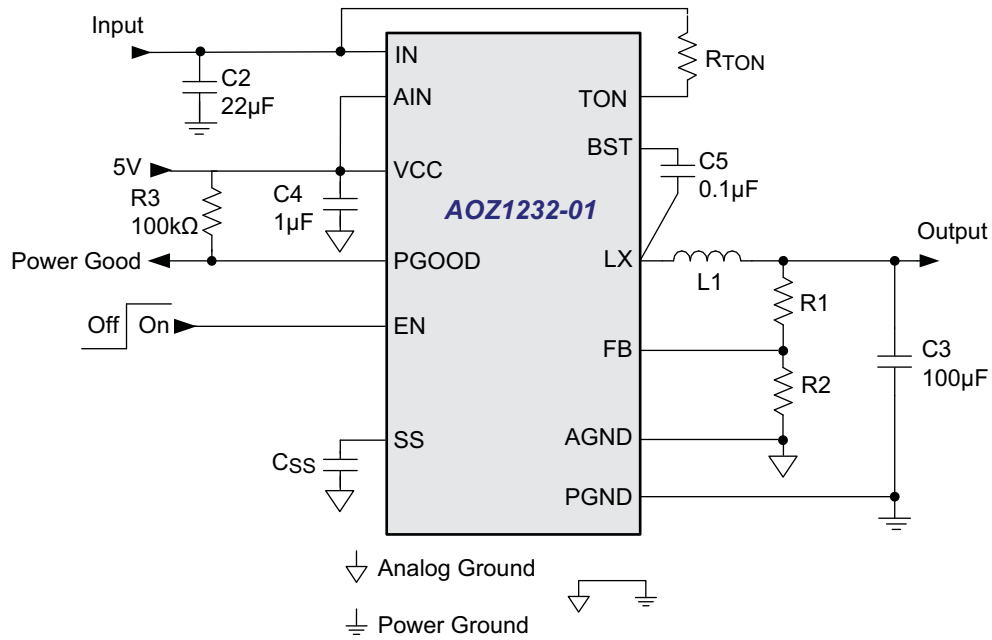 Input
IN
R_TON
C2
22µF
AIN
TON
BST
C5
0.1µF
5V
VCC
R3
100kΩ
C4
1µF
AOZ1232-01
Output
Power Good
PGOOD
LX
L1
R1
Off On
EN
FB
C3
100µF
R2
SS
C_SS
AGND
PGND
Analog Ground
Power Ground